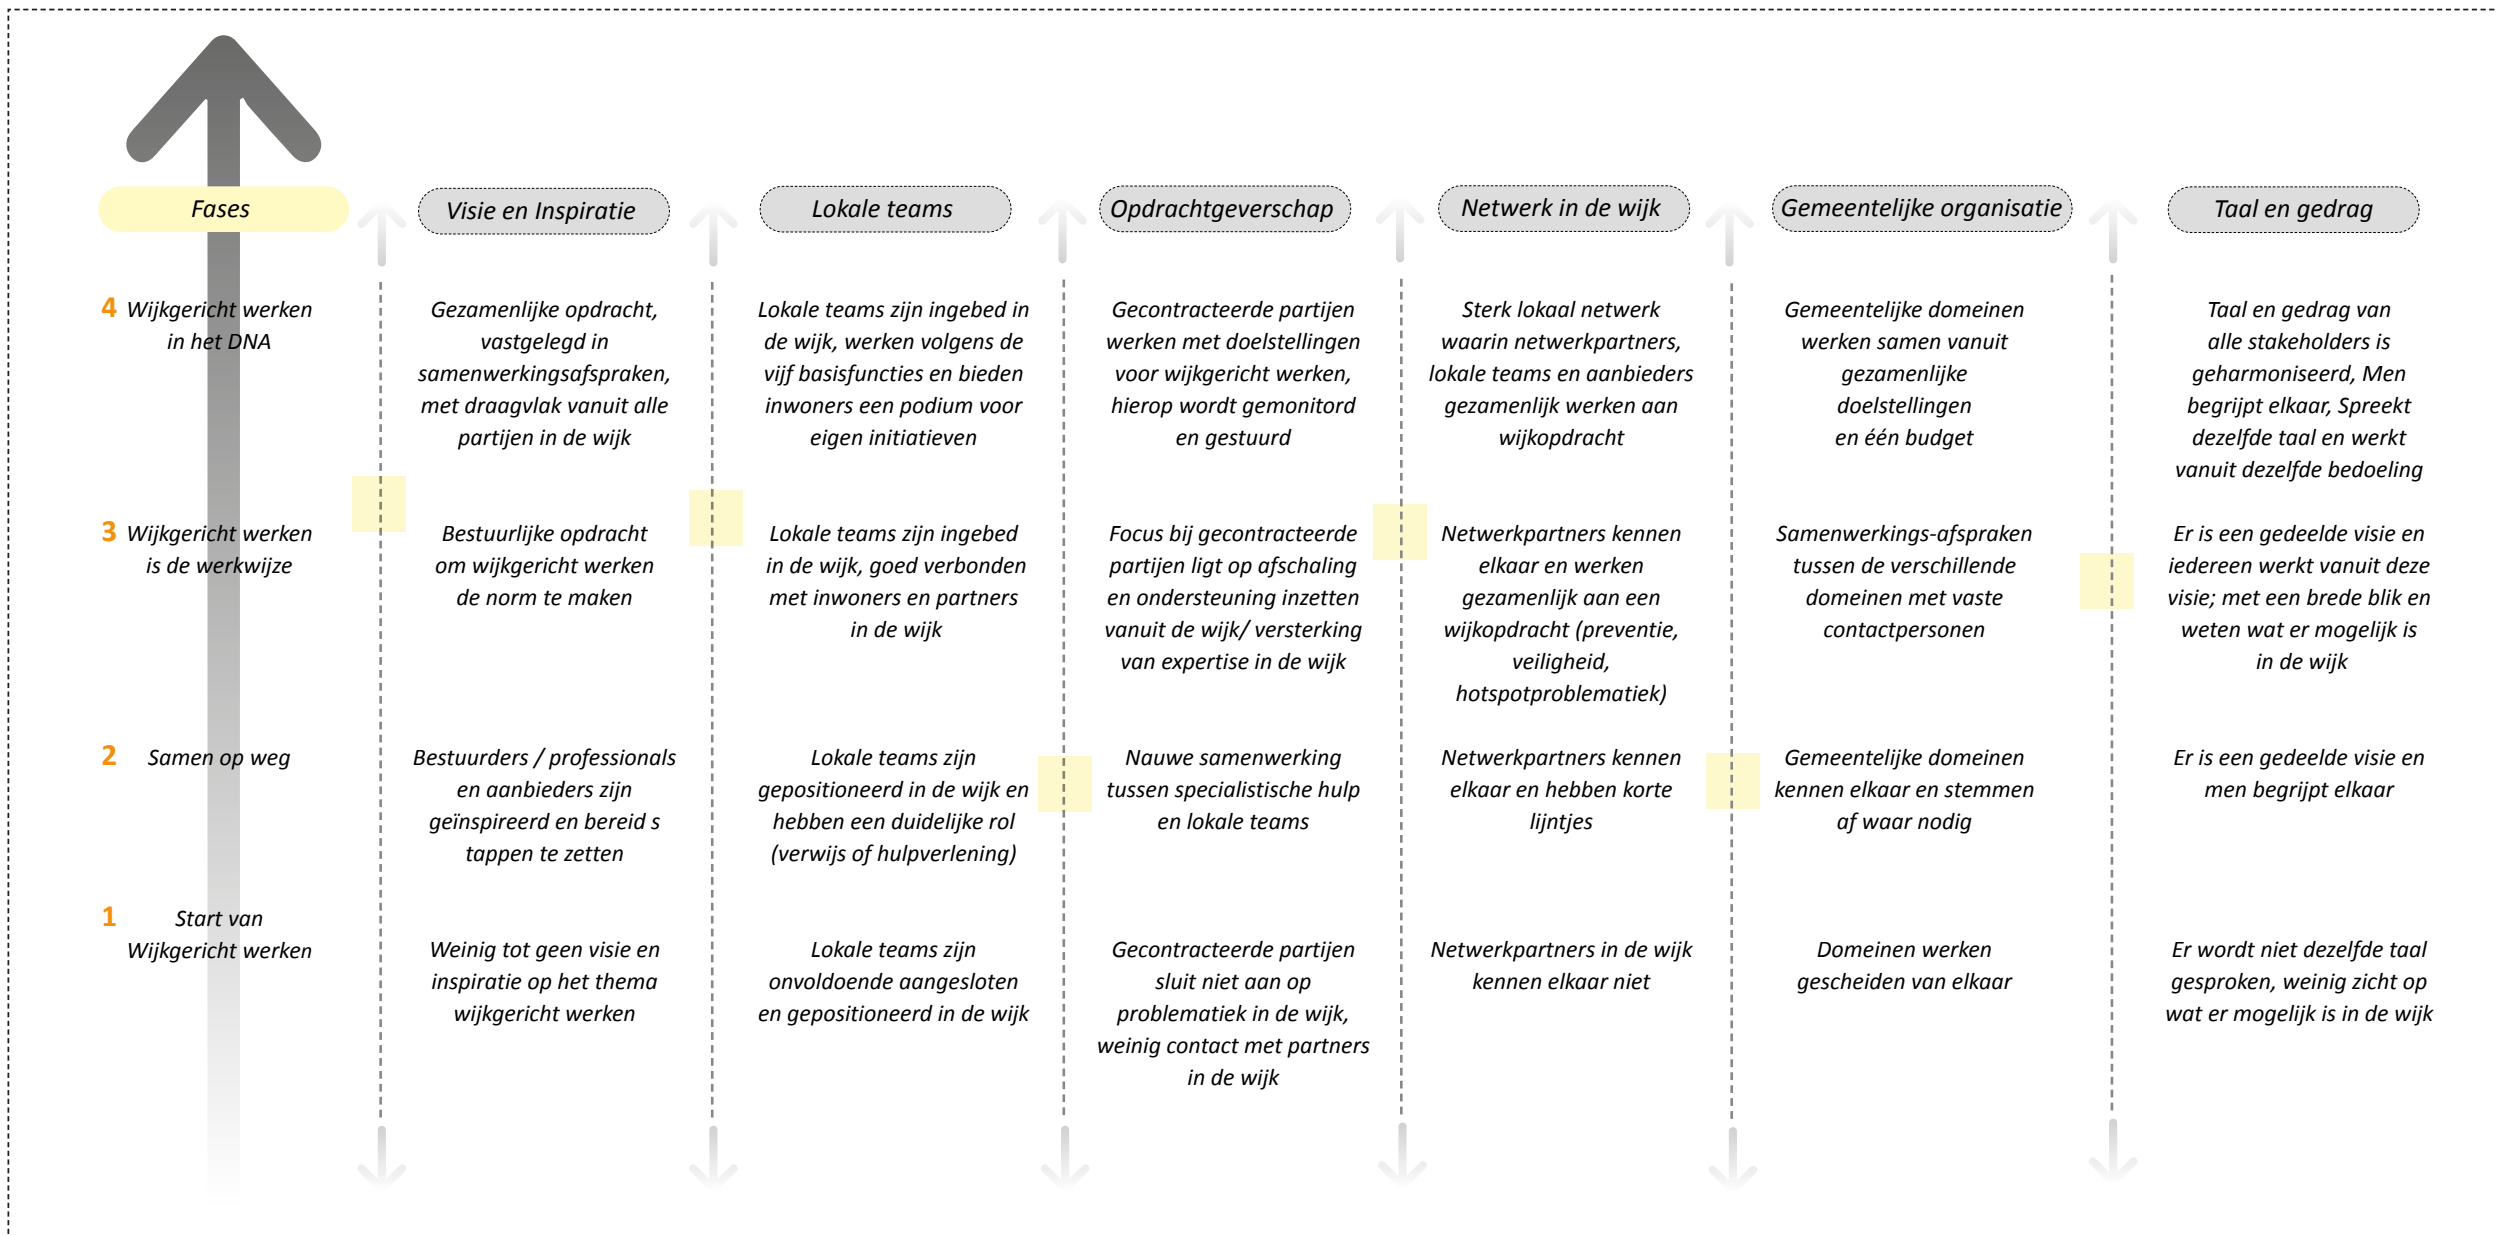 Fases
Visie en Inspiratie
Lokale teams
Opdrachtgeverschap
Netwerk in de wijk
Gemeentelijke organisatie
Taal en gedrag
4 Wijkgericht werken
in het DNA
Gezamenlijke opdracht,
vastgelegd in
samenwerkingsafspraken,
met draagvlak vanuit alle
partijen in de wijk
Lokale teams zijn ingebed in
de wijk, werken volgens de
vijf basisfuncties en bieden
inwoners een podium voor
eigen initiatieven
Gecontracteerde partijen
werken met doelstellingen
voor wijkgericht werken,
hierop wordt gemonitord
en gestuurd
Sterk lokaal netwerk
waarin netwerkpartners,
lokale teams en aanbieders
gezamenlijk werken aan
wijkopdracht
Gemeentelijke domeinen
werken samen vanuit
gezamenlijke
doelstellingen
en één budget
Taal en gedrag van
alle stakeholders is
geharmoniseerd, Men
begrijpt elkaar, Spreekt
dezelfde taal en werkt
vanuit dezelfde bedoeling
3 Wijkgericht werken
is de werkwijze
Bestuurlijke opdracht
om wijkgericht werken
de norm te maken
Lokale teams zijn ingebed
in de wijk, goed verbonden
met inwoners en partners
in de wijk
Focus bij gecontracteerde
partijen ligt op afschaling
en ondersteuning inzetten
vanuit de wijk/ versterking
van expertise in de wijk
Netwerkpartners kennen
elkaar en werken
gezamenlijk aan een
wijkopdracht (preventie,
veiligheid,
hotspotproblematiek)
Samenwerkings-afspraken
tussen de verschillende
domeinen met vaste
contactpersonen
Er is een gedeelde visie en
iedereen werkt vanuit deze
visie; met een brede blik en
weten wat er mogelijk is
in de wijk
2 Samen op weg
Bestuurders / professionals
en aanbieders zijn
geïnspireerd en bereid s
tappen te zetten
Lokale teams zijn
gepositioneerd in de wijk en
hebben een duidelijke rol
(verwijs of hulpverlening)
Nauwe samenwerking
tussen specialistische hulp
en lokale teams
Netwerkpartners kennen
elkaar en hebben korte
lijntjes
Gemeentelijke domeinen
kennen elkaar en stemmen
af waar nodig
Er is een gedeelde visie en
men begrijpt elkaar
1 Start van
Wijkgericht werken
Weinig tot geen visie en
inspiratie op het thema
wijkgericht werken
Lokale teams zijn
onvoldoende aangesloten
en gepositioneerd in de wijk
Gecontracteerde partijen
sluit niet aan op
problematiek in de wijk,
weinig contact met partners
in de wijk
Netwerkpartners in de wijk
kennen elkaar niet
Domeinen werken
gescheiden van elkaar
Er wordt niet dezelfde taal
gesproken, weinig zicht op
wat er mogelijk is in de wijk